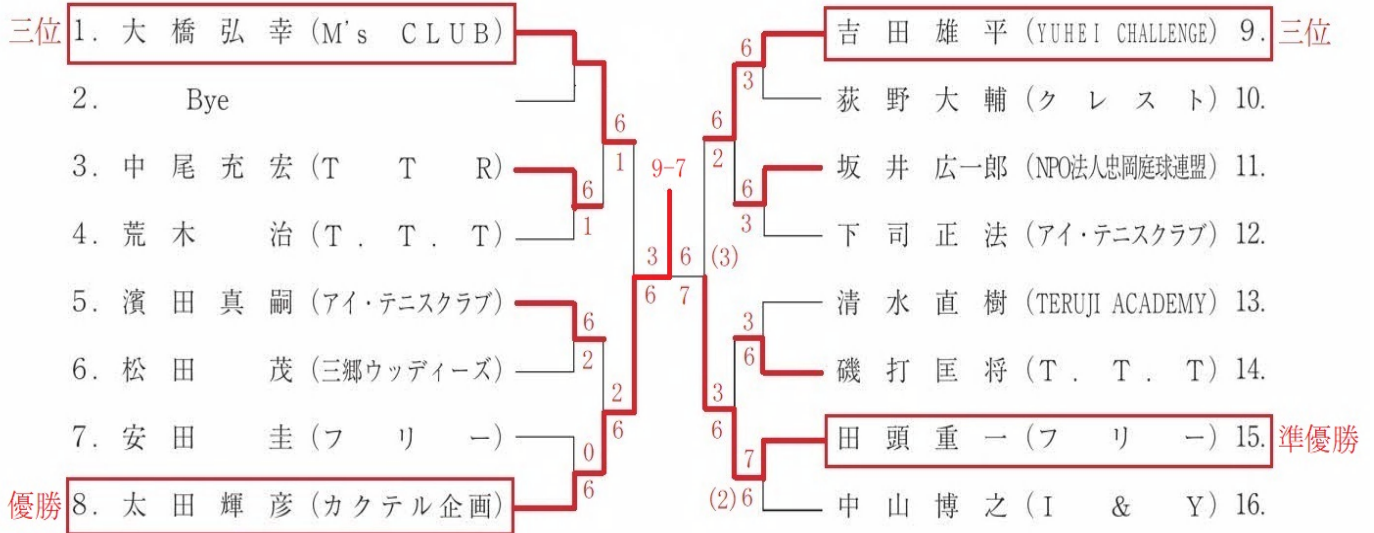 三位 1. 大橋弘幸 (M's CLUB)
2. Bye
6
1
3. 中尾充宏 (TTR)
6
1
4. 荒木 治 (T.T.T)
5. 濱田真嗣 (アイ・テニスクラブ)
6
2
6. 松田 茂 (三郷ウッディーズ)
2
6
7. 安田 圭 (フリー)
0
6
優勝 8. 太田輝彦 (カクテル企画)
3
6
9-7
6 (3)
7
吉田雄平 (YUHEI CHALLENGE) 9. 三位
6
3
荻野大輔 (クレスト) 10.
6
2
坂井広一郎 (NPO法人忠岡庭球連盟) 11.
6
3
下司正法 (アイ・テニスクラブ) 12.
清水直樹 (TERUJI ACADEMY) 13.
3
6
磯打匡将 (T.T.T) 14.
3
6
田頭重一 (フリー) 15. 準優勝
7
(2) 6
中山博之 (I & Y) 16.